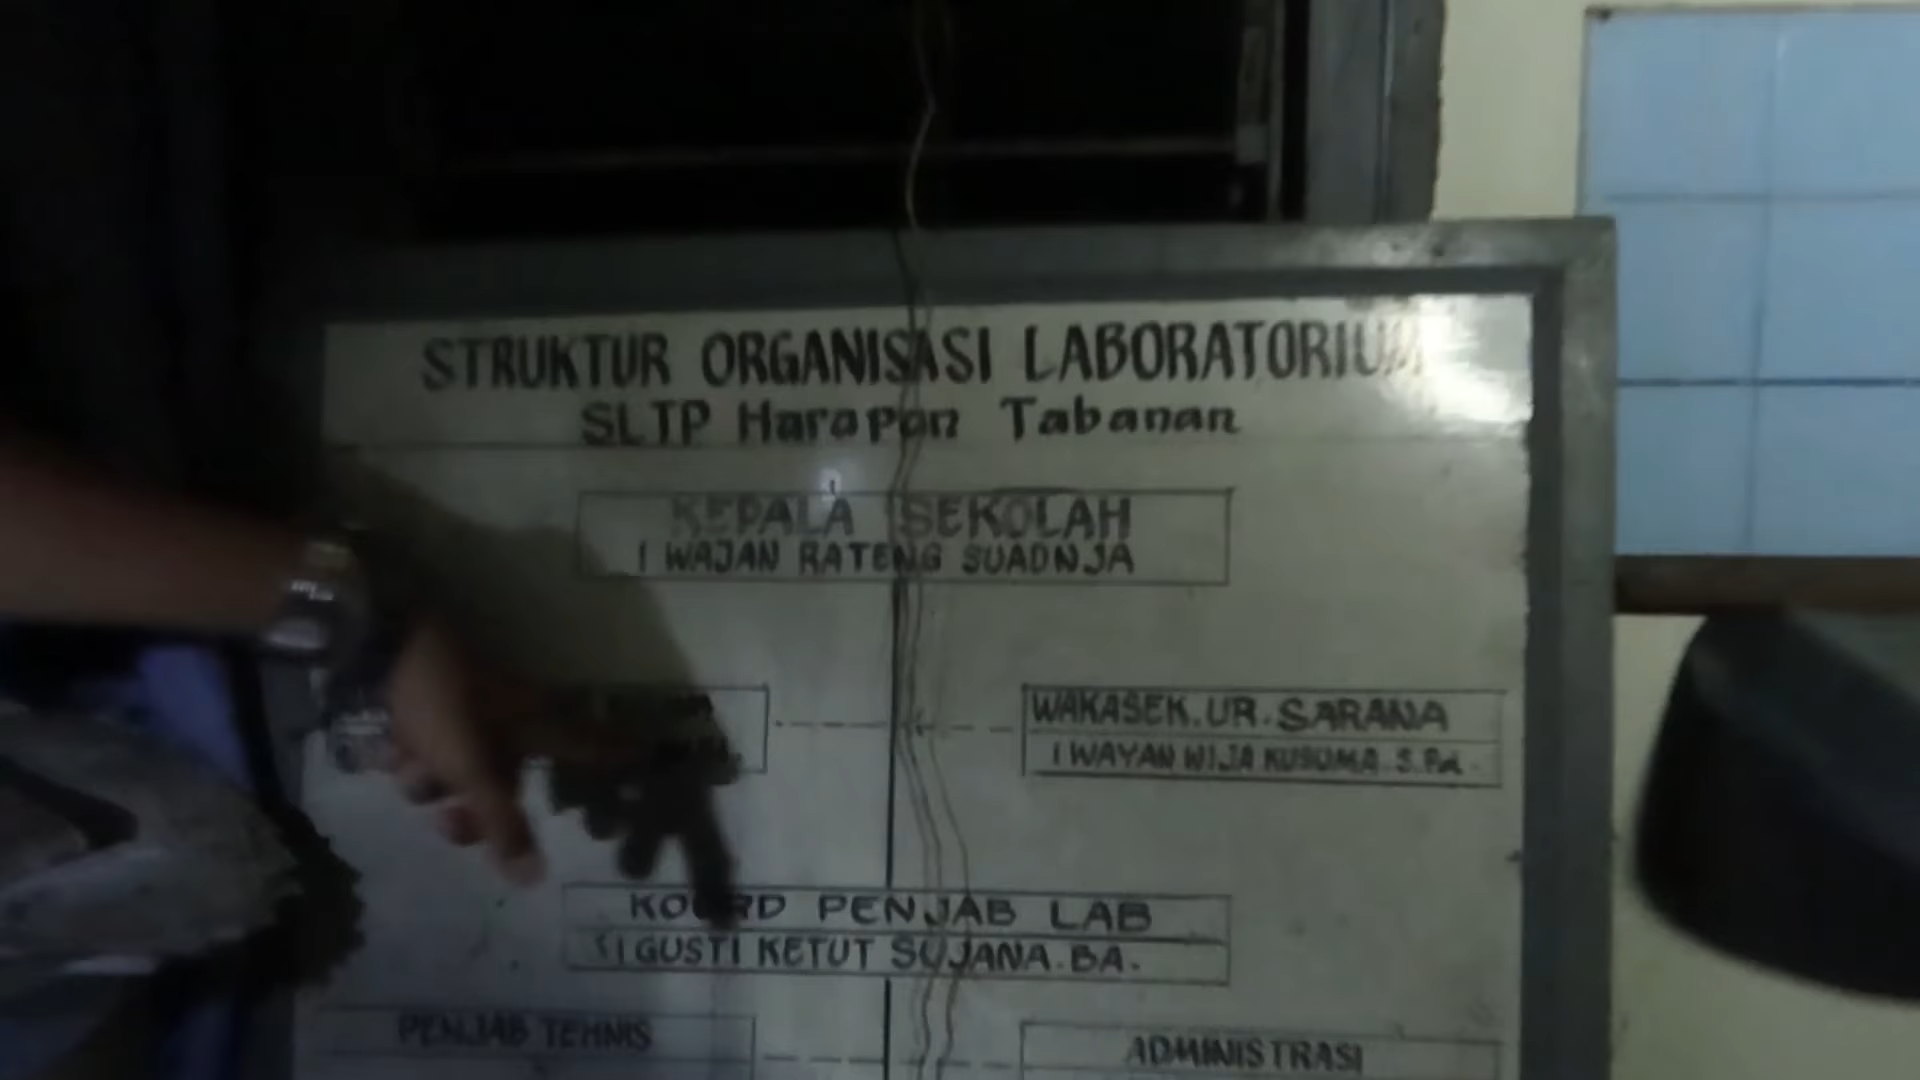 STRUKTUR ORGANISASI LABORATORIUM
SLTP Harapan Tabanan
KEPALA SEKOLAH
I WAJAN RATENG SUADNJA
WAKASEK.UR.SARANA
I WAYAN WIJA KUSUMA.S.Pd.
KOORD PENJAB LAB
I GUSTI KETUT SUJANA.BA.
PENJAB TEHNIS
ADMINISTRASI